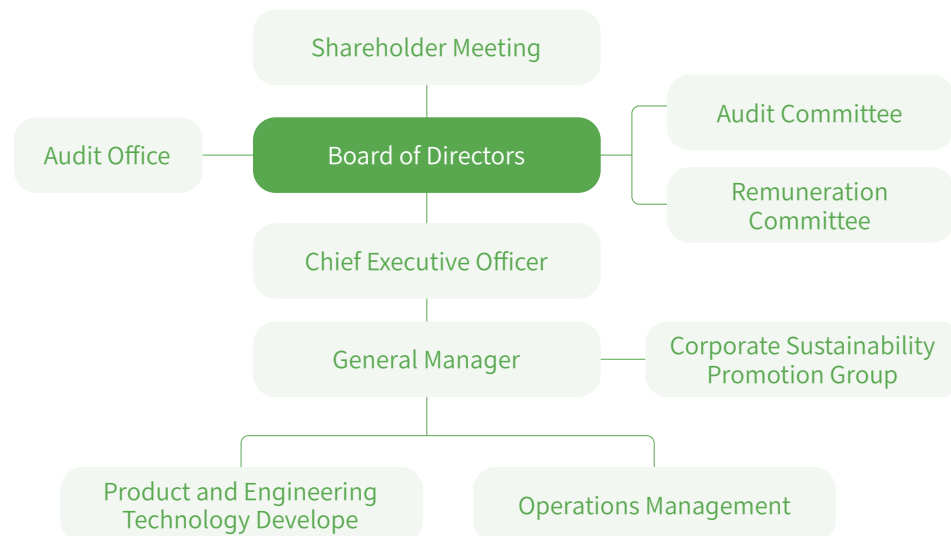 Shareholder Meeting
Audit Committee
Audit Office
Board of Directors
Remuneration
Committee
Chief Executive Officer
General Manager
Corporate Sustainability
Promotion Group
Product and Engineering
Technology Develope
Operations Management